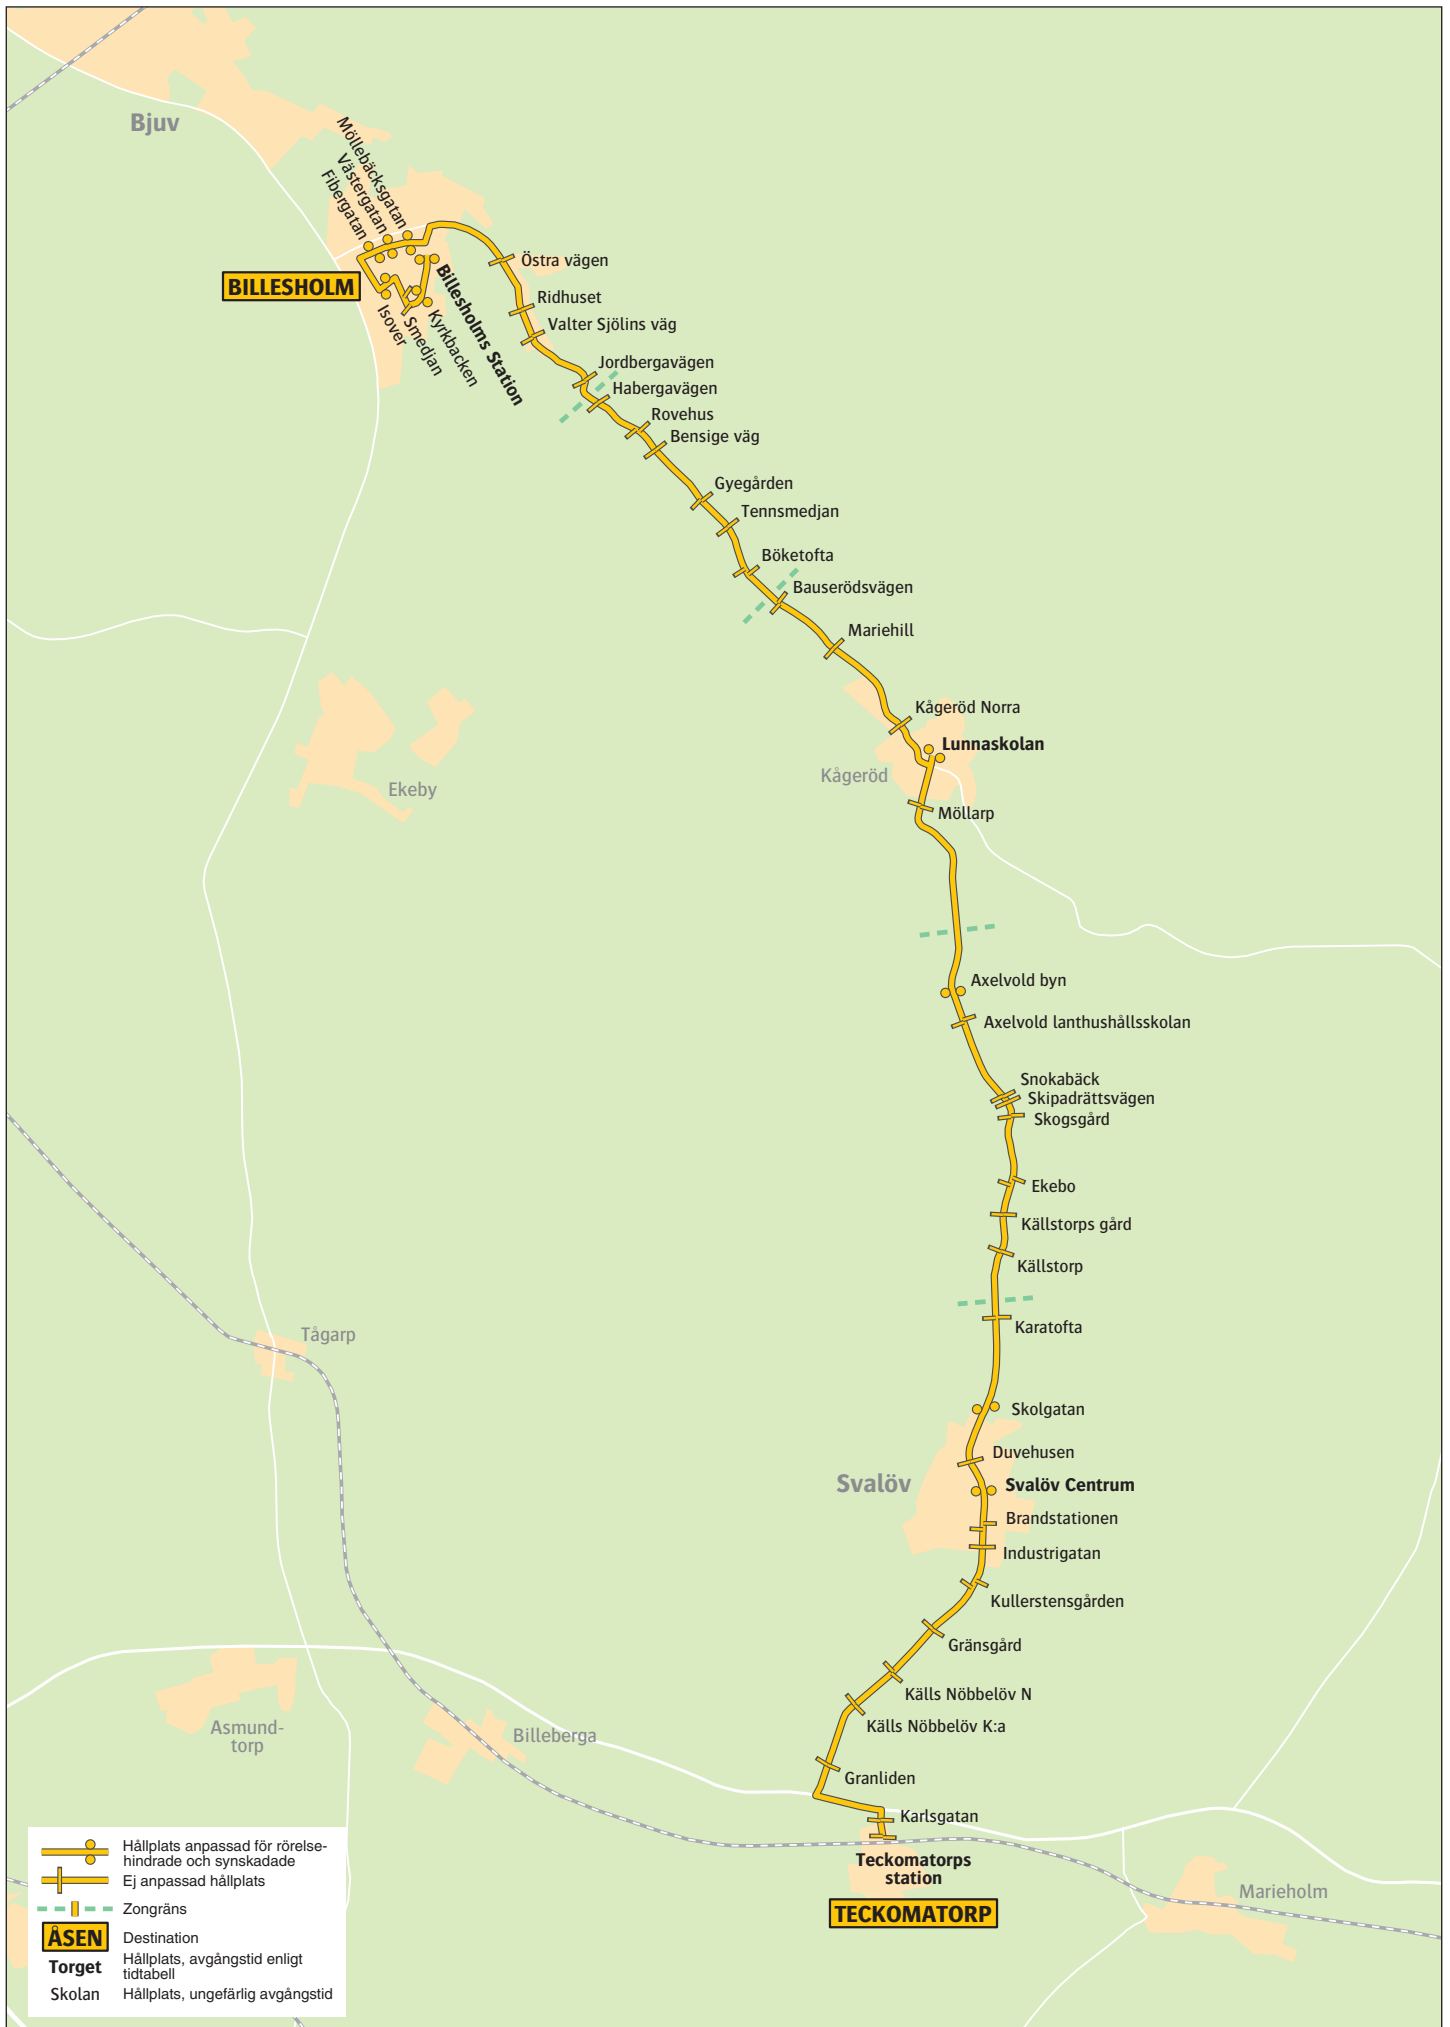 Bjuv
Möllebäcksgatan
Västergatan
Fibergatan
BILLESHOLM
Isover
Smedjan
Kyrkbacken
Billesholms Station
Östra vägen
Ridhuset
Valter Sjölins väg
Jordbergavägen
Habergavägen
Rovehus
Bensige väg
Gyegården
Tennsmedjan
Böketofta
Bauserödsvägen
Mariehill
Kågeröd Norra
Lunnaskolan
Kågeröd
Ekeby
Möllarp
Axelvold byn
Axelvold lanthushållsskolan
Snokabäck
Skipadrättsvägen
Skogsgård
Ekebo
Källstorps gård
Källstorp
Karatofta
Tågarp
Skolgatan
Duvehusen
Svalöv
Svalöv Centrum
Brandstationen
Industrigatan
Kullerstensgården
Gränsgård
Källs Nöbbelöv N
Källs Nöbbelöv K:a
Asmund-
torp
Billeberga
Granliden
Karlsgatan
Teckomatorps
station
TECKOMATORP
Marieholm
Hållplats anpassad för rörelse-
hindrade och synskadade
Ej anpassad hållplats
Zongräns
ÅSEN Destination
Torget Hållplats, avgångstid enligt
tidtabell
Skolan Hållplats, ungefärlig avgångstid